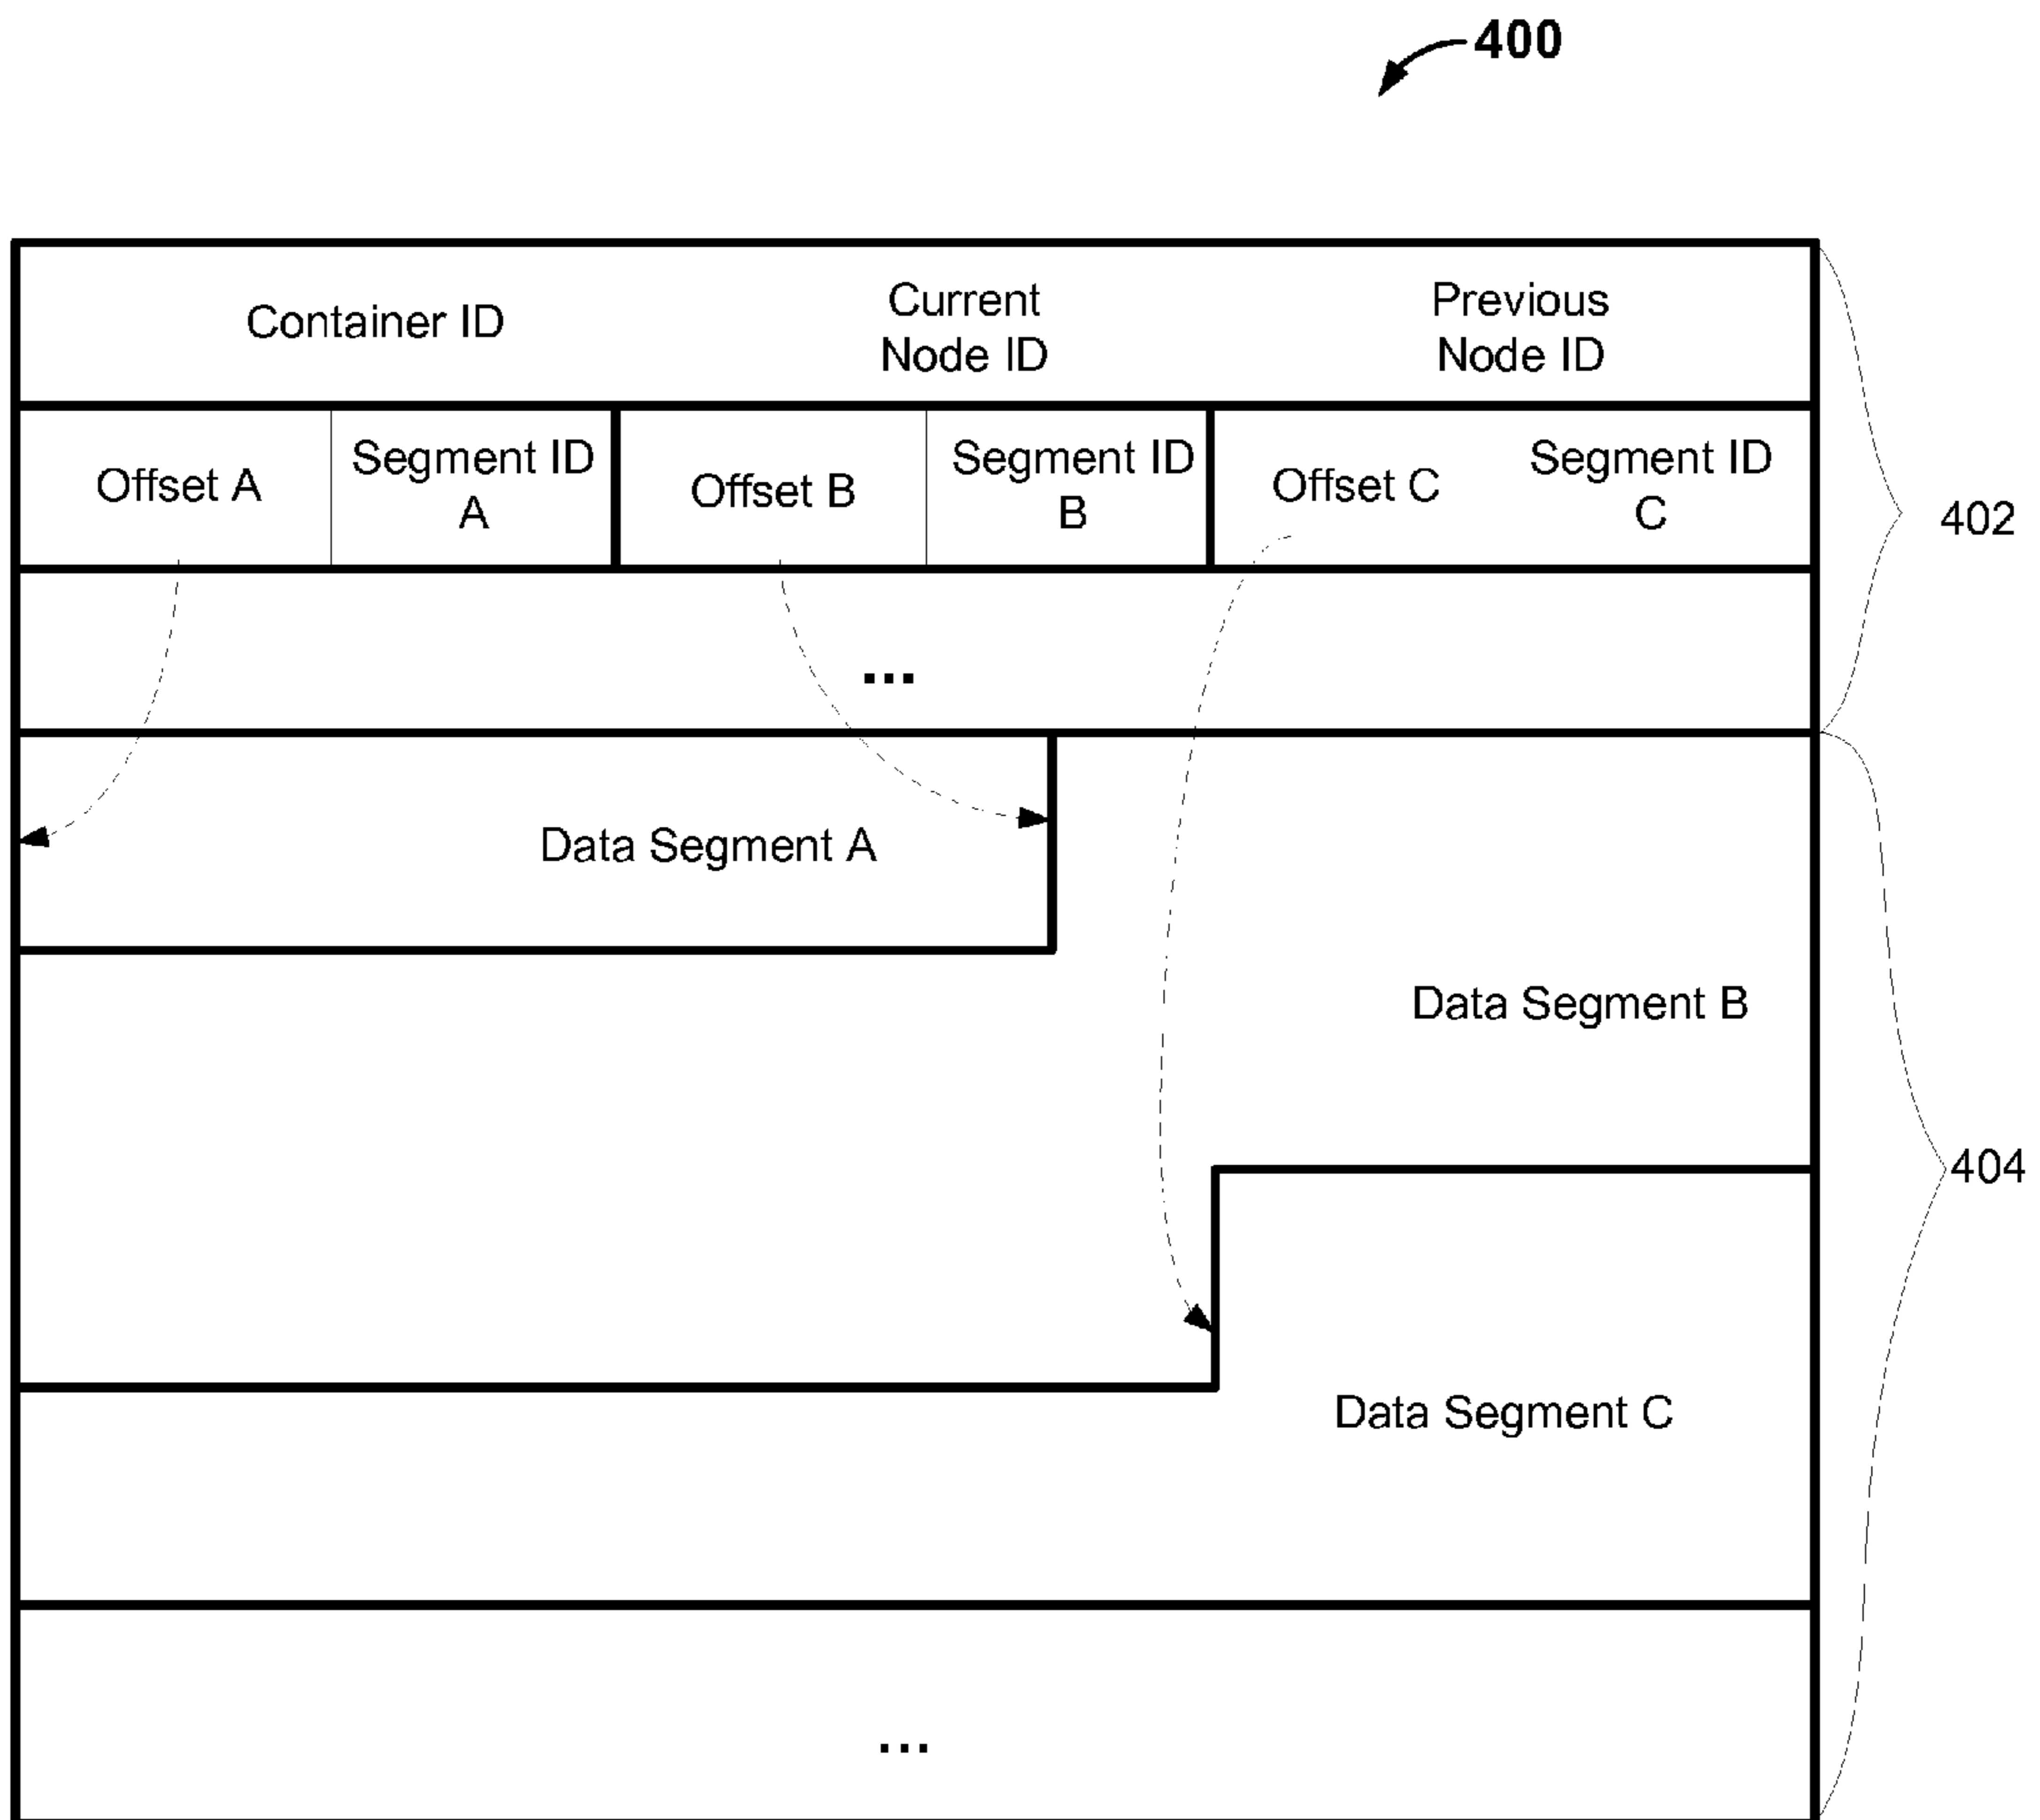 400
Container ID
Current
Node ID
Previous
Node ID
Offset A
Segment ID
A
Offset B
Segment ID
B
Offset C
Segment ID
C
402
...
Data Segment A
Data Segment B
404
Data Segment C
...